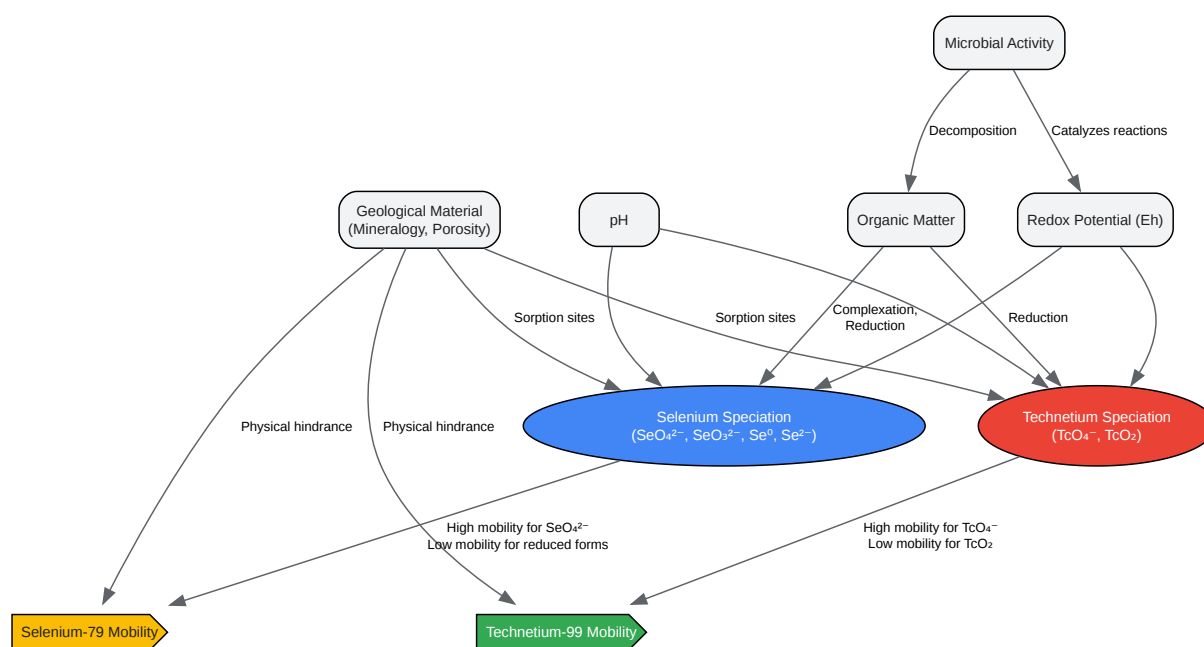 Microbial Activity
Decomposition
Catalyzes reactions
Geological Material
(Mineralogy, Porosity)
pH
Organic Matter
Redox Potential (Eh)
Sorption sites
Sorption sites
Complexation,
Reduction
Reduction
Physical hindrance
Physical hindrance
Selenium Speciation
(SeO₄²⁻, SeO₃²⁻, Se⁰, Se²⁻)
Technetium Speciation
(TcO₄⁻, TcO₂)
High mobility for SeO₄²⁻
Low mobility for reduced forms
High mobility for TcO₄⁻
Low mobility for TcO₂
Selenium-79 Mobility
Technetium-99 Mobility